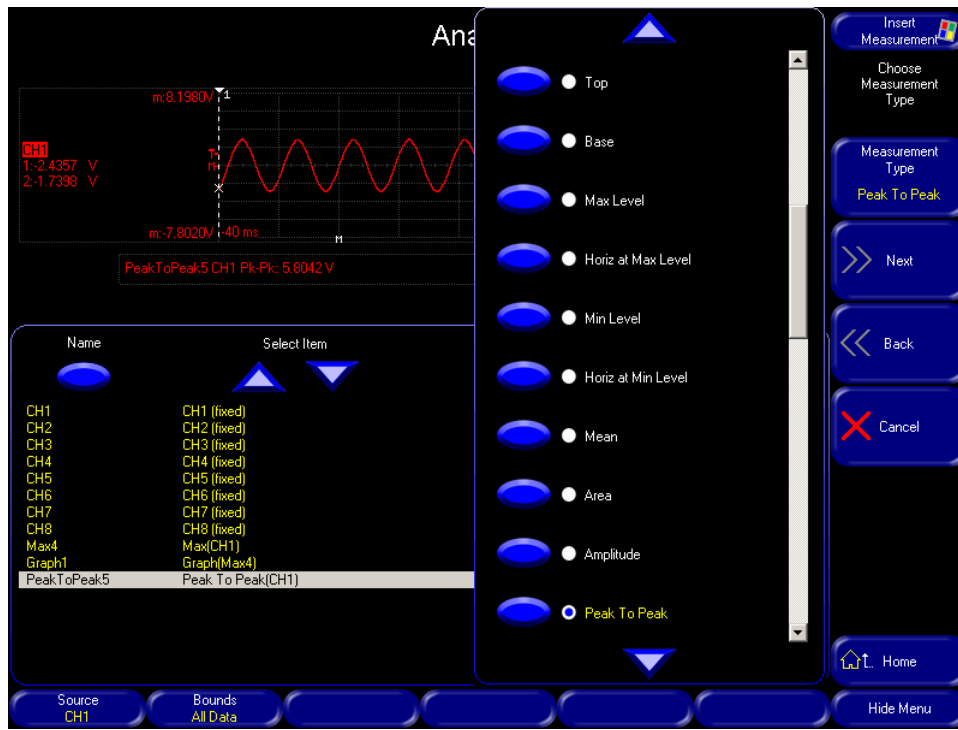 Ana
m:8.1980V
1
CH1
1:-2.4357 V
2:-1.7398 V
T-
M-
m:-7.8020V
-40 ms
M
PeakToPeak5 CH1 Pk-Pk: 5.8042 V
Name Select Item
CH1 CH1 (fixed)
CH2 CH2 (fixed)
CH3 CH3 (fixed)
CH4 CH4 (fixed)
CH5 CH5 (fixed)
CH6 CH6 (fixed)
CH7 CH7 (fixed)
CH8 CH8 (fixed)
Max4 Max(CH1)
Graph1 Graph(Max4)
PeakToPeak5 Peak To Peak(CH1)
Top
Base
Max Level
Horiz at Max Level
Min Level
Horiz at Min Level
Mean
Area
Amplitude
Peak To Peak
Insert
Measurement
Choose
Measurement
Type
Measurement
Type
Peak To Peak
Next
Back
Cancel
Home
Hide Menu
Source
CH1
Bounds
All Data